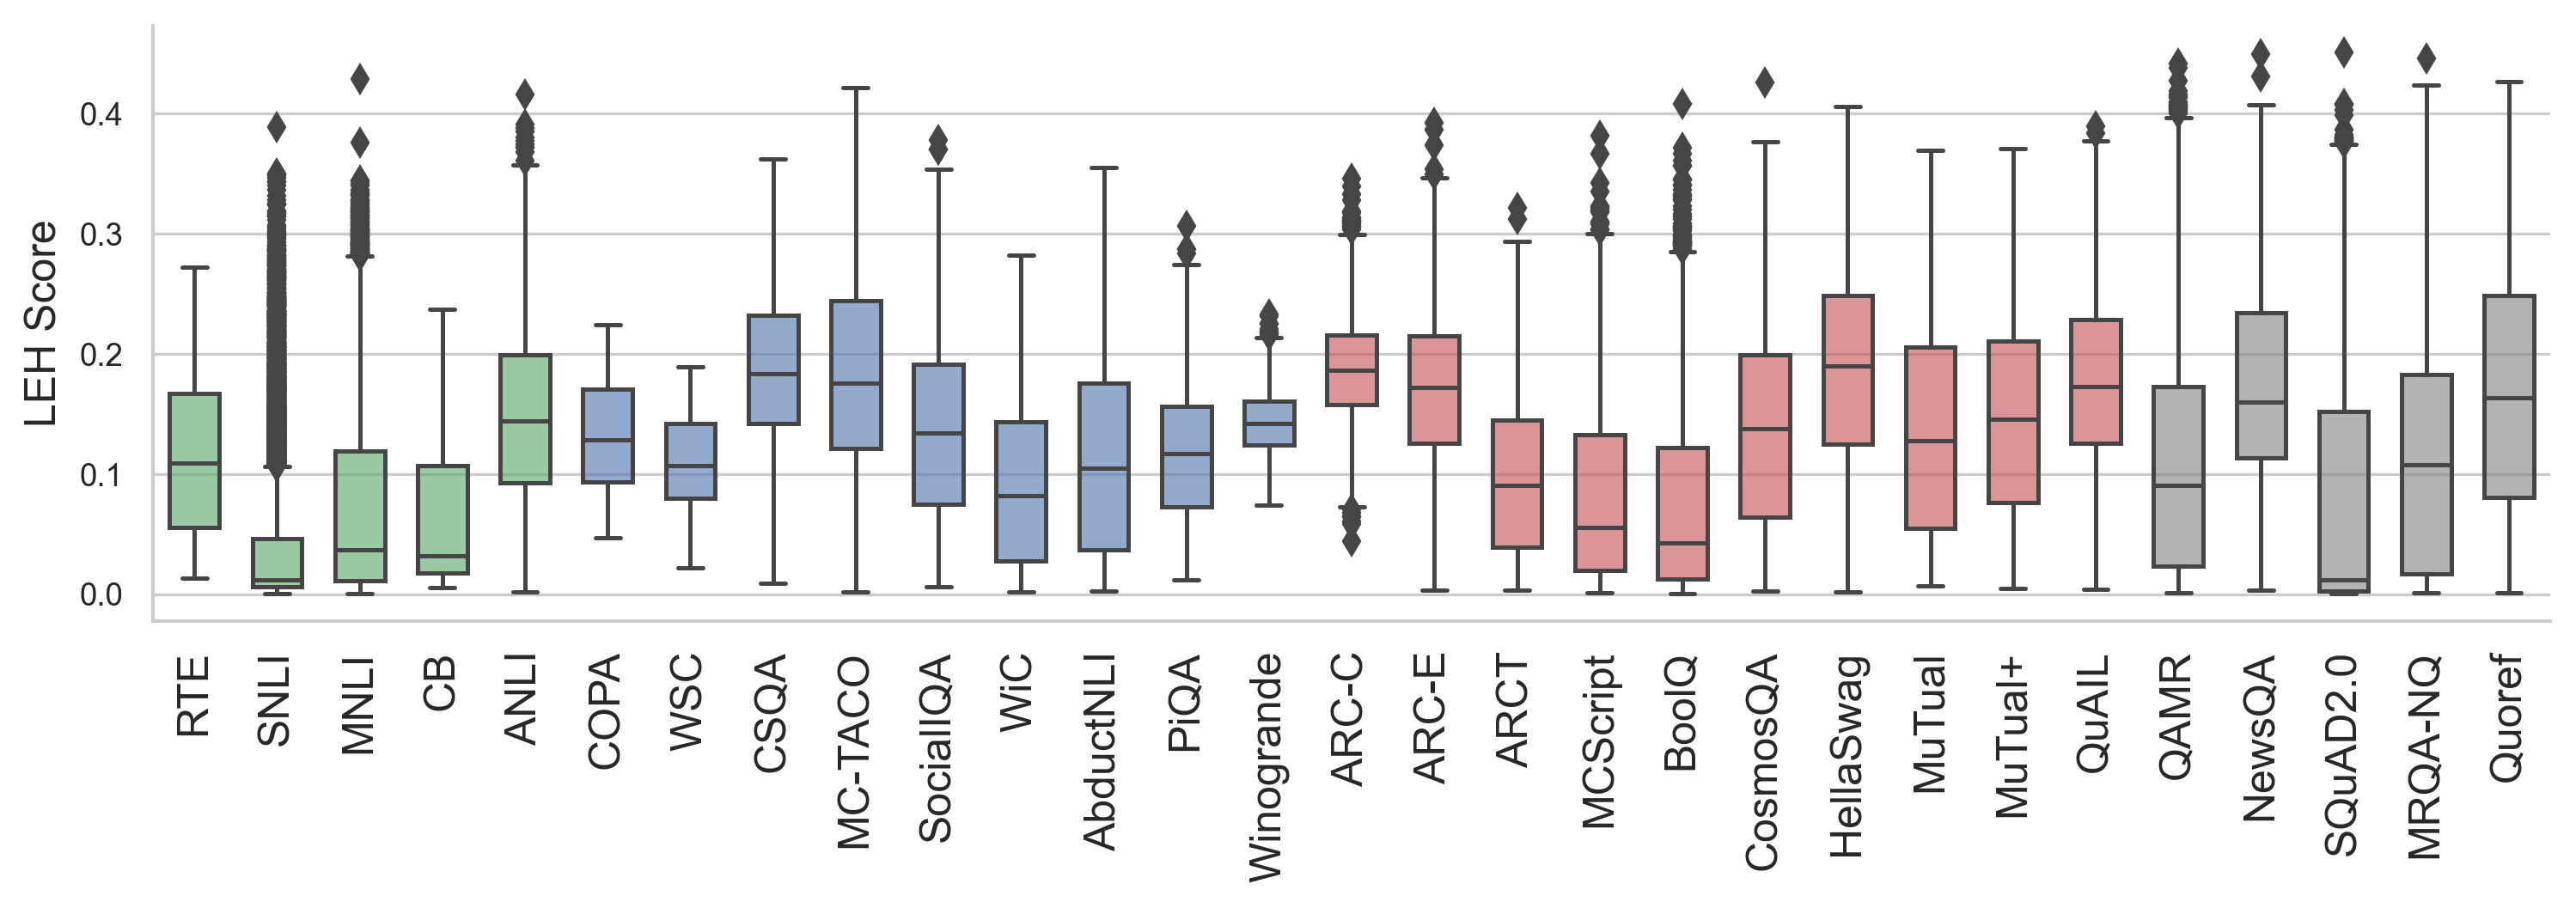 LEH Score
0.4
0.3
0.2
0.1
0.0
RTE
SNLI
MNLI
CB
ANLI
COPA
WSC
CSQA
MC-TACO
SocialIQA
WiC
AbductNLI
PiQA
Winogrande
ARC-C
ARC-E
ARCT
MCScript
BoolQ
CosmosQA
HellaSwag
MuTual
MuTual+
QuAIL
QAMR
NewsQA
SQuAD2.0
MRQA-NQ
Quoref